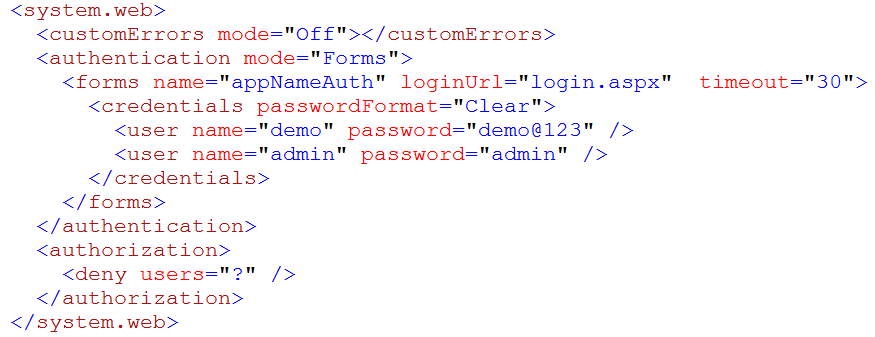 <system.web>
<customErrors mode="Off"></customErrors>
<authentication mode="Forms">
<forms name="appNameAuth" loginUrl="login.aspx"  timeout="30">
<credentials passwordFormat="Clear">
<user name="demo" password="demo@123" />
<user name="admin" password="admin" />
</credentials>
</forms>
</authentication>
<authorization>
<deny users="?" />
</authorization>
</system.web>